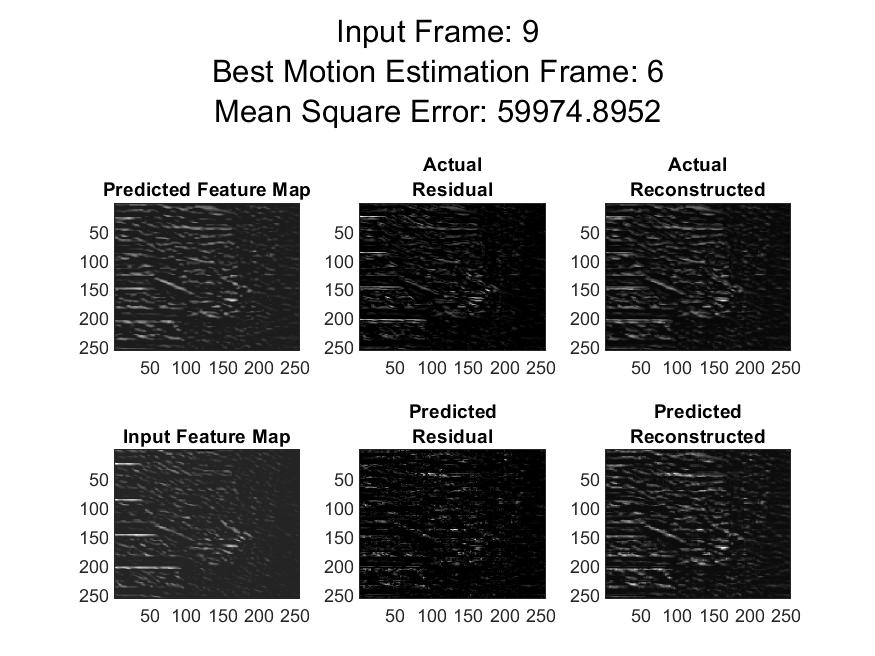 Input Frame: 9
Best Motion Estimation Frame: 6
Mean Square Error: 59974.8952
Predicted Feature Map
Actual
Residual
Actual
Reconstructed
50
100
150
200
250
50 100 150 200 250
50
100
150
200
250
50 100 150 200 250
50
100
150
200
250
50 100 150 200 250
Input Feature Map
Predicted
Residual
Predicted
Reconstructed
50
100
150
200
250
50 100 150 200 250
50
100
150
200
250
50 100 150 200 250
50
100
150
200
250
50 100 150 200 250